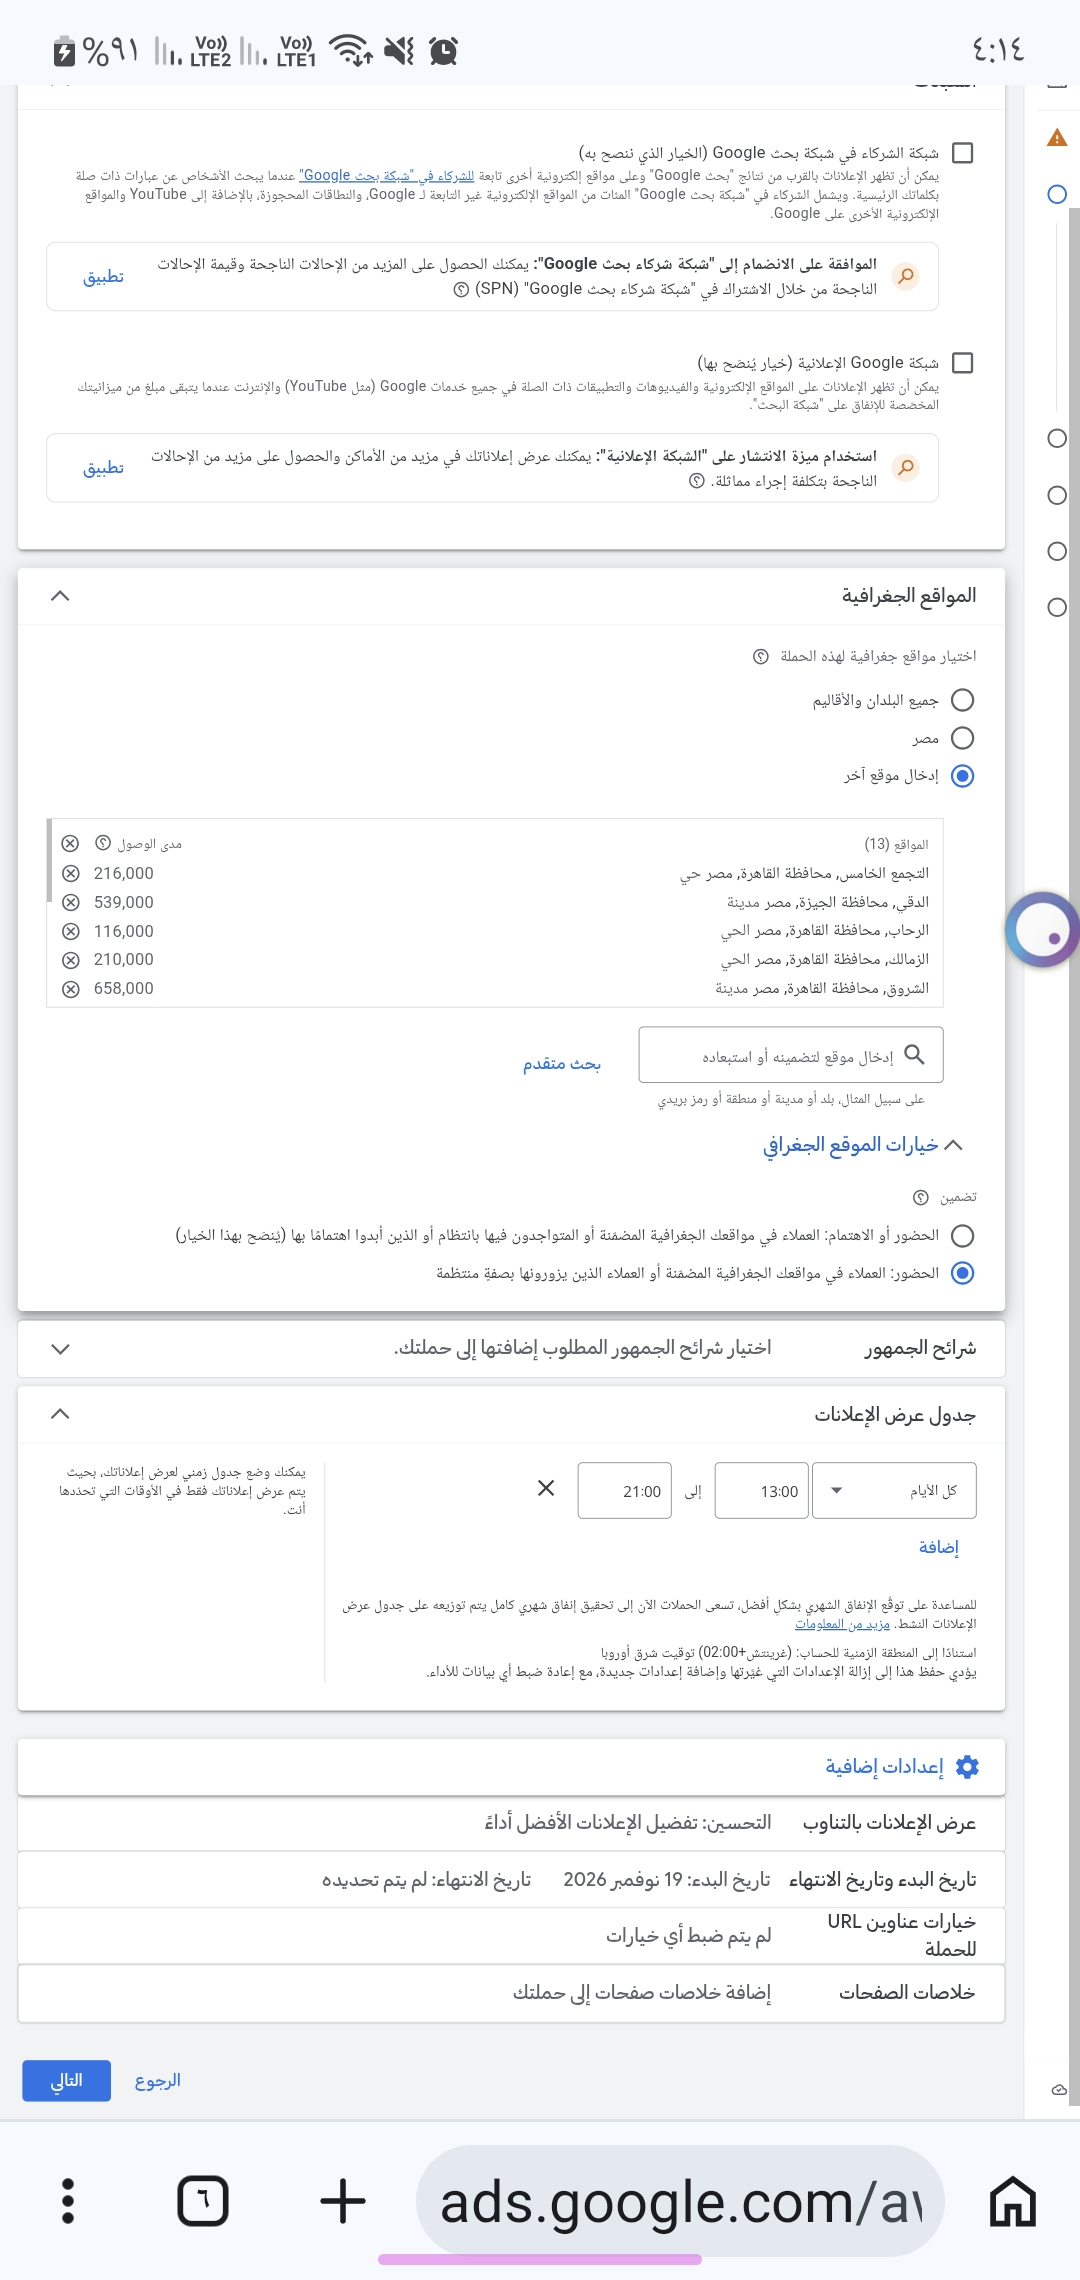 ٤:١٤
Vo)) LTE1
Vo)) LTE2
%٩١
شبكة الشركاء في شبكة بحث Google (الخيار الذي ننصح به)
يمكن أن تظهر الإعلانات بالقرب من نتائج "بحث Google" وعلى مواقع إلكترونية أخرى تابعة للشركاء في "شبكة بحث Google" عندما يبحث الأشخاص عن عبارات ذات صلة
بكلماتك الرئيسية. ويشمل الشركاء في "شبكة بحث Google" المئات من المواقع الإلكترونية غير التابعة لـ Google، والنطاقات المحجوزة، بالإضافة إلى YouTube والمواقع
الإلكترونية الأخرى على Google.
الموافقة على الانضمام إلى "شبكة شركاء بحث Google": يمكنك الحصول على المزيد من الإحالات الناجحة وقيمة الإحالات
الناجحة من خلال الاشتراك في "شبكة شركاء بحث Google" (SPN)
تطبيق
شبكة Google الإعلانية (خيار يُنصَح بها)
يمكن أن تظهر الإعلانات على المواقع الإلكترونية والفيديوهات والتطبيقات ذات الصلة في جميع خدمات Google (مثل YouTube) والإنترنت عندما يتبقى مبلغ من ميزانيتك
المخصّصة للإنفاق على "شبكة البحث".
استخدام ميزة الانتشار على "الشبكة الإعلانية": يمكنك عرض إعلاناتك في مزيد من الأماكن والحصول على مزيد من الإحالات
الناجحة بتكلفة إجراء مماثلة.
تطبيق
المواقع الجغرافية
اختيار مواقع جغرافية لهذه الحملة
جميع البلدان والأقاليم
مصر
إدخال موقع آخر
المواقع (13) مدى الوصول
التجمع الخامس, محافظة القاهرة, مصر حي 216,000
الدقي, محافظة الجيزة, مصر مدينة 539,000
الرحاب, محافظة القاهرة, مصر الحي 116,000
الزمالك, محافظة القاهرة, مصر الحي 210,000
الشروق, محافظة القاهرة, مصر مدينة 658,000
إدخال موقع لتضمينه أو استبعاده
بحث متقدم
على سبيل المثال، بلد أو مدينة أو منطقة أو رمز بريدي
خيارات الموقع الجغرافي
تضمين
الحضور أو الاهتمام: العملاء في مواقعك الجغرافية المضمّنة أو المتواجدون فيها بانتظام أو الذين أبدوا اهتمامًا بها (يُنصَح بهذا الخيار)
الحضور: العملاء في مواقعك الجغرافية المضمّنة أو العملاء الذين يزورونها بصفةٍ منتظمة
شرائح الجمهور اختيار شرائح الجمهور المطلوب إضافتها إلى حملتك.
جدول عرض الإعلانات
كل الأيام 13:00 إلى 21:00
إضافة
يمكنك وضع جدول زمني لعرض إعلاناتك، بحيث
يتم عرض إعلاناتك فقط في الأوقات التي تحدّدها
أنت.
للمساعدة على توقّع الإنفاق الشهري بشكلٍ أفضل، تسعى الحملات الآن إلى تحقيق إنفاق شهري كامل يتم توزيعه على جدول عرض
الإعلانات النشط. مزيد من المعلومات
استنادًا إلى المنطقة الزمنية للحساب: (غرينتش+02:00) توقيت شرق أوروبا
يؤدي حفظ هذا إلى إزالة الإعدادات التي غيّرتها وإضافة إعدادات جديدة، مع إعادة ضبط أي بيانات للأداء.
إعدادات إضافية
عرض الإعلانات بالتناوب التحسين: تفضيل الإعلانات الأفضل أداءً
تاريخ البدء وتاريخ الانتهاء تاريخ البدء: 19 نوفمبر 2026 تاريخ الانتهاء: لم يتم تحديده
خيارات عناوين URL
للحملة
لم يتم ضبط أي خيارات
خلاصات الصفحات إضافة خلاصات صفحات إلى حملتك
الرجوع
التالي
ads.google.com/a
٦